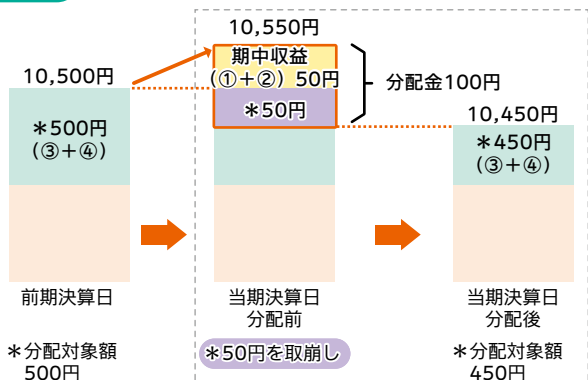 10,550円
期中収益
(①+②) 50円
＊50円
分配金100円
10,500円
＊500円
(③+④)
10,450円
＊450円
(③+④)
前期決算日
当期決算日
分配前
当期決算日
分配後
＊分配対象額
500円
＊50円を取崩し
＊分配対象額
450円